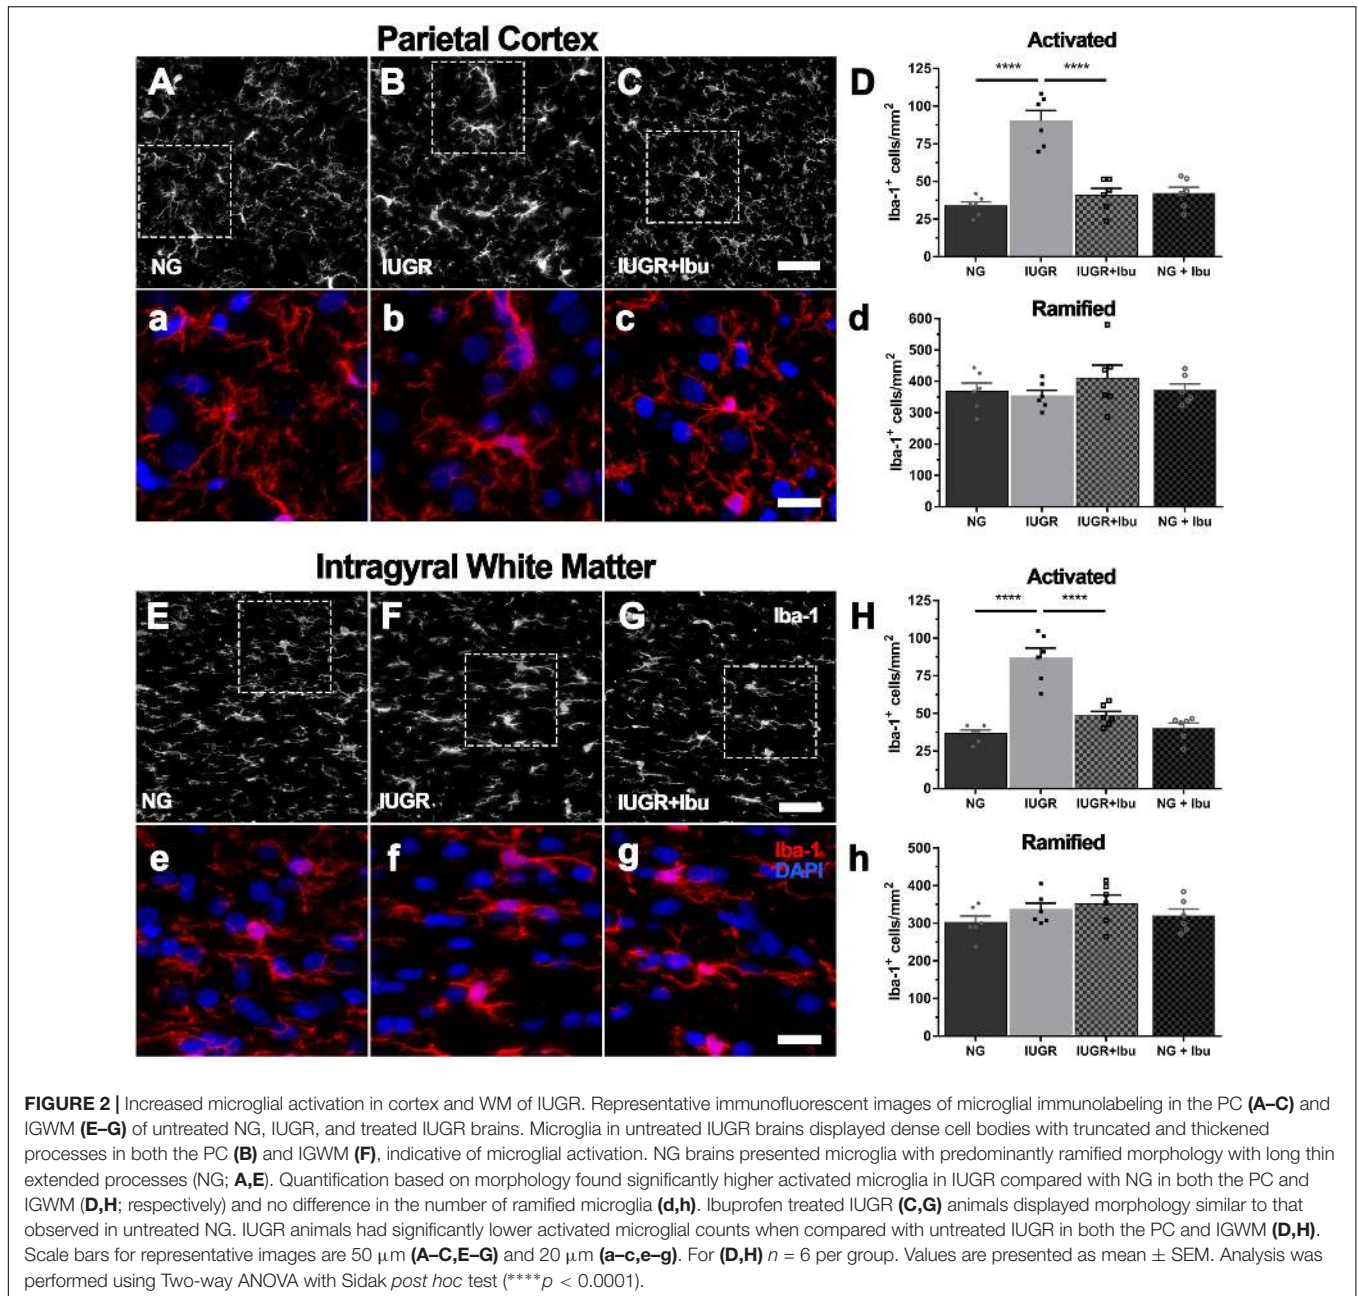 Parietal Cortex
A
NG
B
IUGR
C
IUGR+Ibu
a
b
c
D
Activated
**** ****
Iba-1+ cells/mm2
125
100
75
50
25
0
NG IUGR IUGR+Ibu NG + Ibu
d
Ramified
Iba-1+ cells/mm2
600
500
400
300
200
100
0
NG IUGR IUGR+Ibu NG + Ibu
Intragyral White Matter
E
NG
F
IUGR
G
Iba-1
IUGR+Ibu
e
f
g
Iba-1
DAPI
H
Activated
**** ****
Iba-1+ cells/mm2
125
100
75
50
25
0
NG IUGR IUGR+Ibu NG + Ibu
h
Ramified
Iba-1+ cells/mm2
500
400
300
200
100
0
NG IUGR IUGR+Ibu NG + Ibu
FIGURE 2 | Increased microglial activation in cortex and WM of IUGR. Representative immunofluorescent images of microglial immunolabeling in the PC (A–C) and
IGWM (E–G) of untreated NG, IUGR, and treated IUGR brains. Microglia in untreated IUGR brains displayed dense cell bodies with truncated and thickened
processes in both the PC (B) and IGWM (F), indicative of microglial activation. NG brains presented microglia with predominantly ramified morphology with long thin
extended processes (NG; A,E). Quantification based on morphology found significantly higher activated microglia in IUGR compared with NG in both the PC and
IGWM (D,H; respectively) and no difference in the number of ramified microglia (d,h). Ibuprofen treated IUGR (C,G) animals displayed morphology similar to that
observed in untreated NG. IUGR animals had significantly lower activated microglial counts when compared with untreated IUGR in both the PC and IGWM (D,H).
Scale bars for representative images are 50 μm (A–C,E–G) and 20 μm (a–c,e–g). For (D,H) n = 6 per group. Values are presented as mean ± SEM. Analysis was
performed using Two-way ANOVA with Sidak post hoc test (****p < 0.0001).